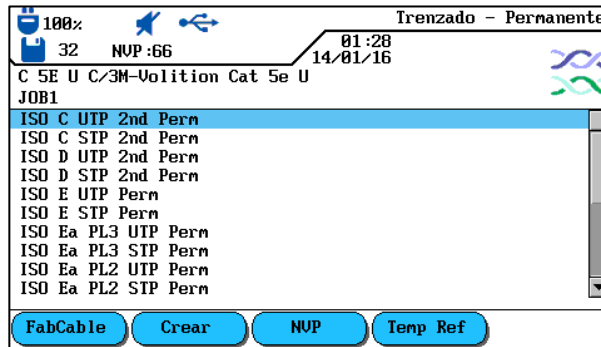 100% Trenzado - Permanente
32 NVP:66 01:28
14/01/16
C 5E U C/3M-Volition Cat 5e U
JOB1
ISO C UTP 2nd Perm
ISO C STP 2nd Perm
ISO D UTP 2nd Perm
ISO D STP 2nd Perm
ISO E UTP Perm
ISO E STP Perm
ISO Ea PL3 UTP Perm
ISO Ea PL3 STP Perm
ISO Ea PL2 UTP Perm
ISO Ea PL2 STP Perm
FabCable Crear NVP Temp Ref